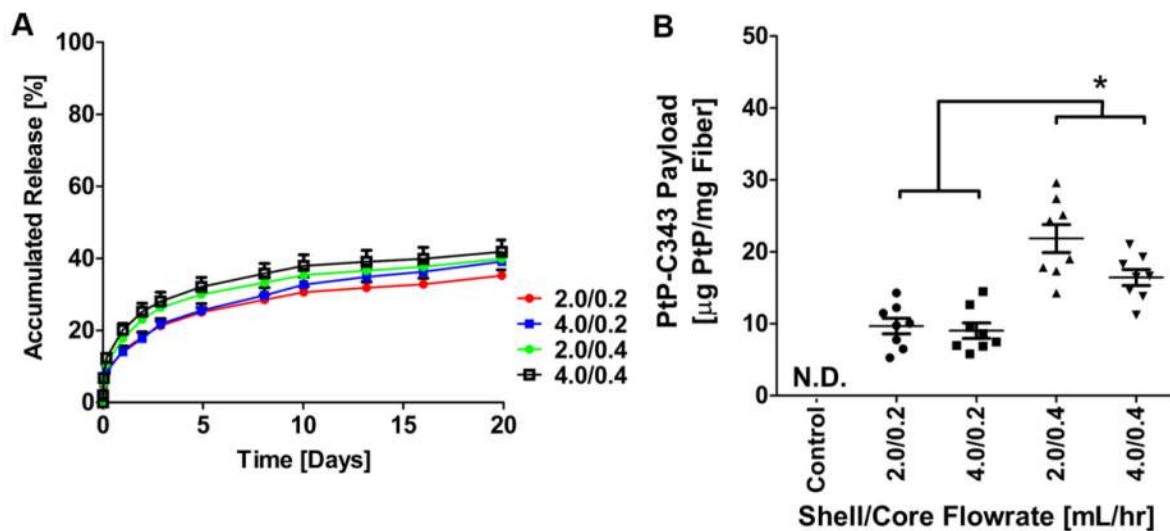 A
Accumulated Release [%]
100
80
60
40
20
0
0
5
10
15
20
Time [Days]
2.0/0.2
4.0/0.2
2.0/0.4
4.0/0.4
B
PtP-C343 Payload
[µg PtP/mg Fiber]
50
40
30
20
10
0
*
N.D.
Control
2.0/0.2
4.0/0.2
2.0/0.4
4.0/0.4
Shell/Core Flowrate [mL/hr]